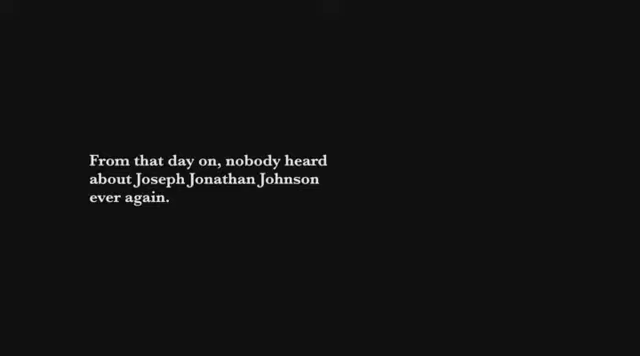 From that day on, nobody heard
about Joseph Jonathan Johnson
ever again.